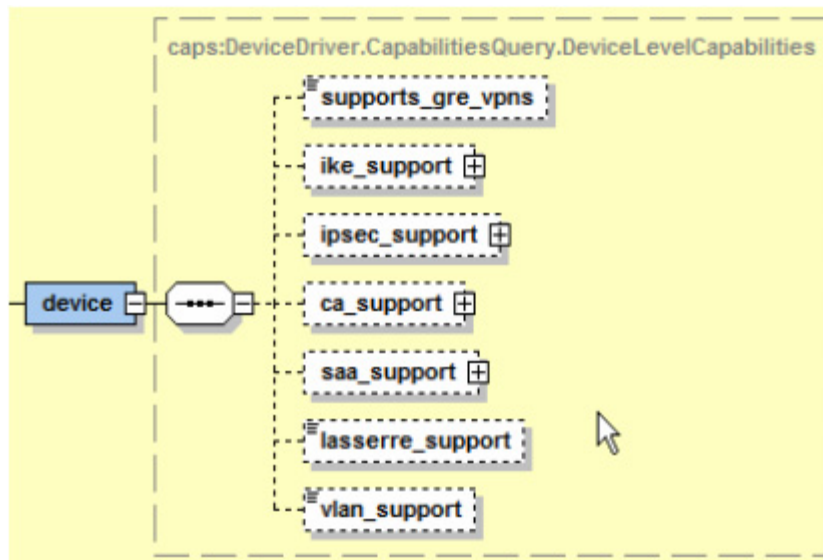 caps:DeviceDriver.CapabilitiesQuery.DeviceLevelCapabilities
supports_gre_vpns
ike_support
ipsec_support
device
ca_support
saa_support
lasserre_support
vlan_support